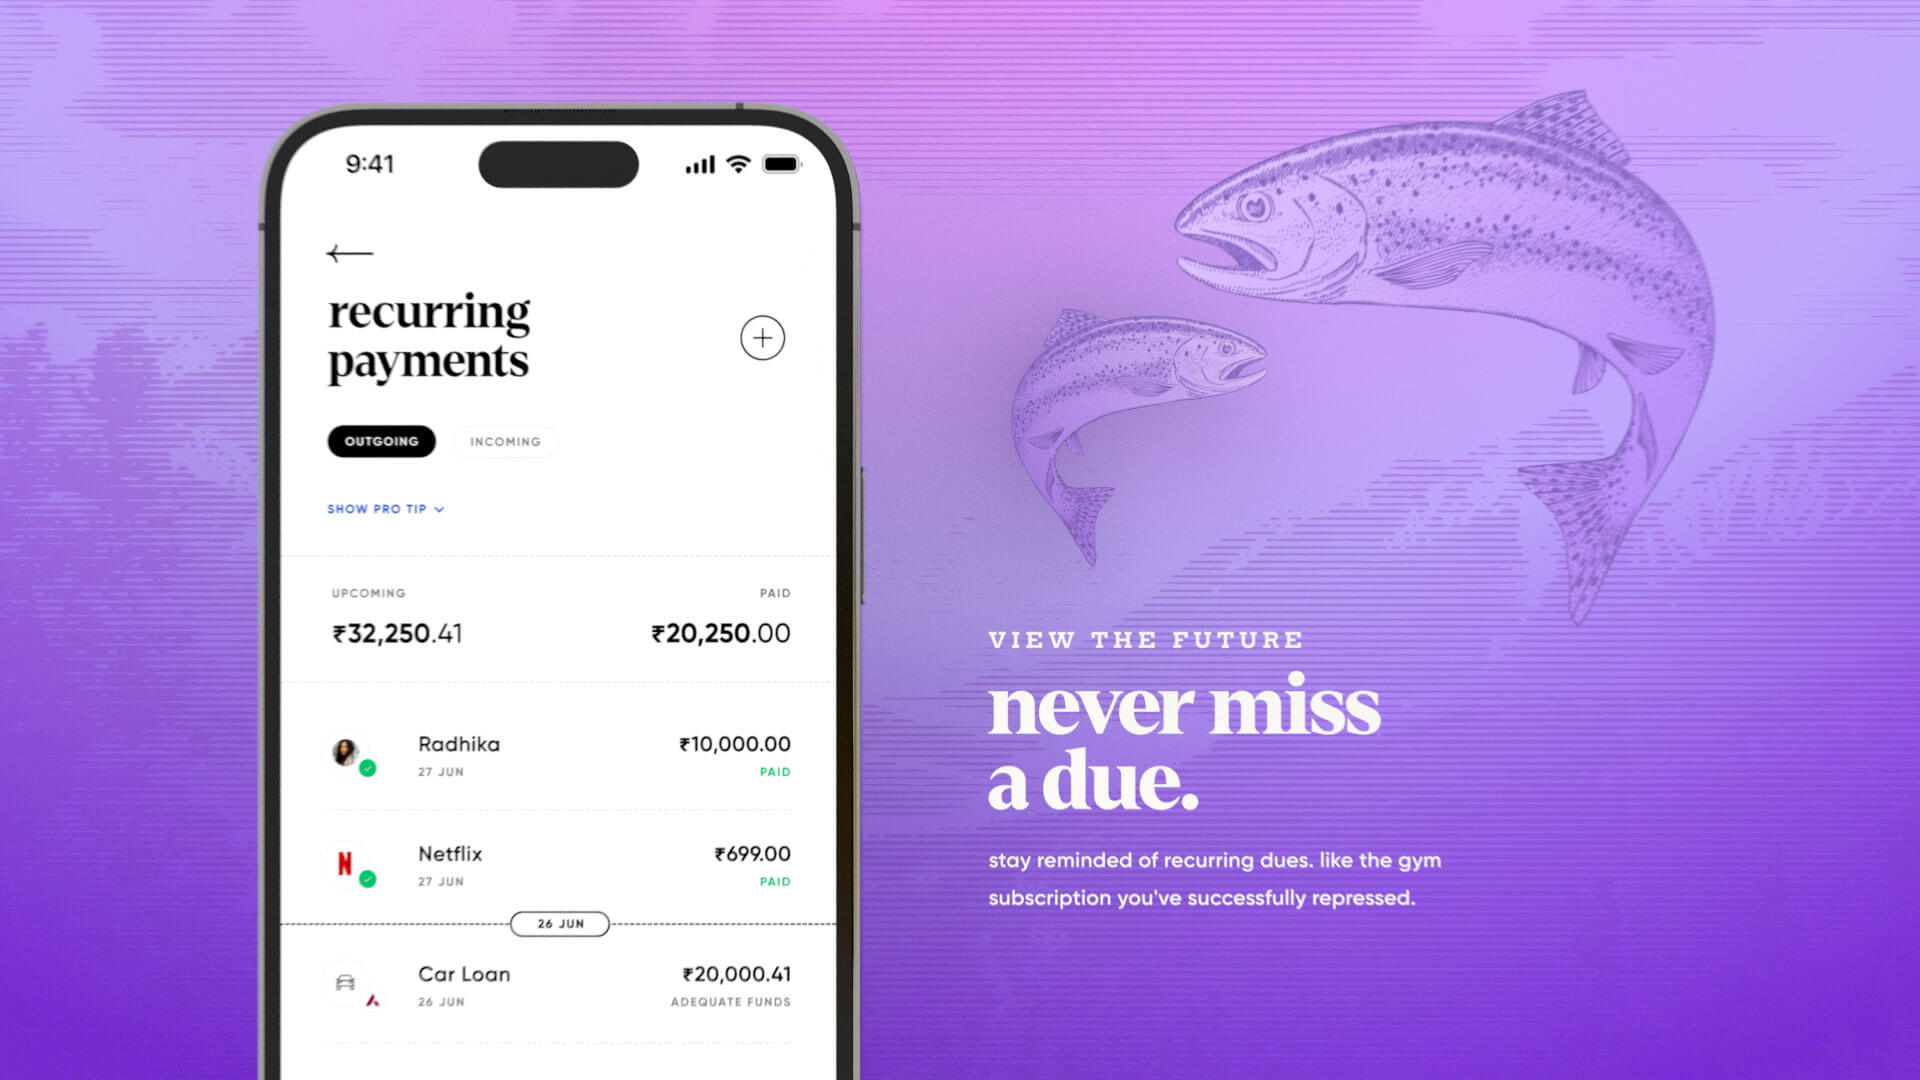 9:41
recurring
payments
OUTGOING INCOMING
SHOW PRO TIP
UPCOMING PAID
₹32,250.41 ₹20,250.00
Radhika ₹10,000.00
27 JUN PAID
N
Netflix ₹699.00
27 JUN PAID
26 JUN
Car Loan ₹20,000.41
26 JUN ADEQUATE FUNDS
VIEW THE FUTURE
never miss
a due.
stay reminded of recurring dues. like the gym
subscription you've successfully repressed.